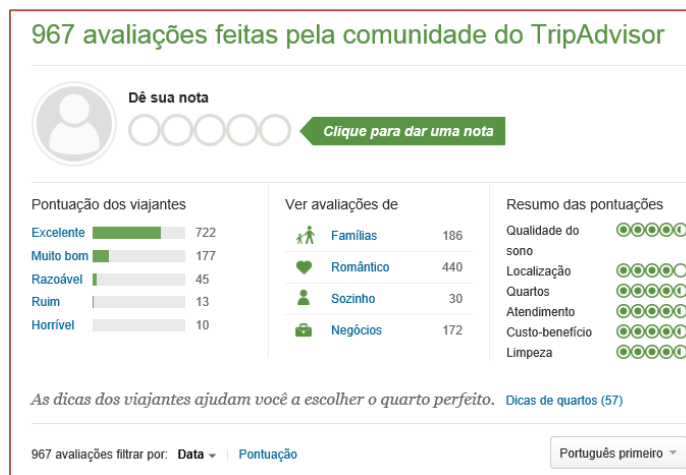 967 avaliações feitas pela comunidade do TripAdvisor
Dê sua nota
Clique para dar uma nota
Pontuação dos viajantes
Excelente 722
Muito bom 177
Razoável 45
Ruim 13
Horrível 10
Ver avaliações de
Famílias 186
Romântico 440
Sozinho 30
Negócios 172
Resumo das pontuações
Qualidade do
sono
Localização
Quartos
Atendimento
Custo-benefício
Limpeza
As dicas dos viajantes ajudam você a escolher o quarto perfeito. Dicas de quartos (57)
967 avaliações filtrar por: Data Pontuação Português primeiro